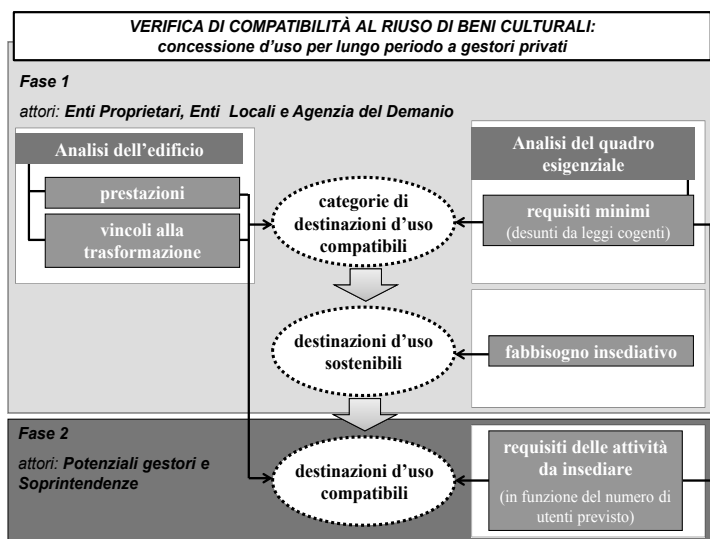 VERIFICA DI COMPATIBILITÀ AL RIUSO DI BENI CULTURALI:
concessione d'uso per lungo periodo a gestori privati
Fase 1
attori: Enti Proprietari, Enti Locali e Agenzia del Demanio
Analisi dell'edificio
prestazioni
vincoli alla
trasformazione
categorie di
destinazioni d'uso
compatibili
Analisi del quadro
esigenziale
requisiti minimi
(desunti da leggi cogenti)
destinazioni d'uso
sostenibili
fabbisogno insediativo
Fase 2
attori: Potenziali gestori e
Soprintendenze
destinazioni d'uso
compatibili
requisiti delle attività
da insediare
(in funzione del numero di
utenti previsto)